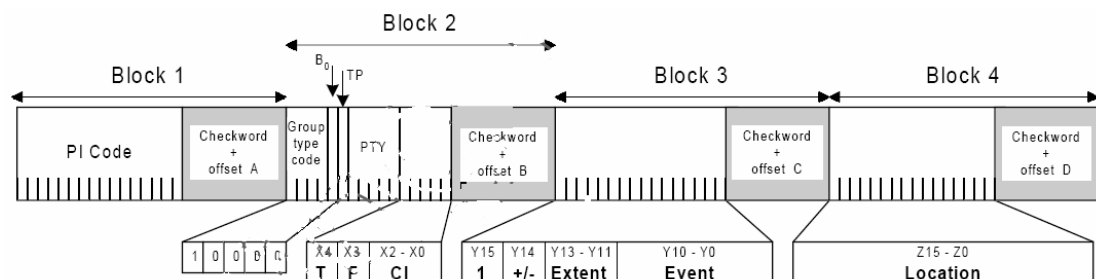 Block 2
B₀
TP
Block 1
Block 3
Block 4
PI Code
Checkword
+
offset A
Group
type
code
PTY
Checkword
+
offset B
Checkword
+
offset C
Checkword
+
offset D
1 0 0 0 0
X4 X3 X2 - X0
T F CI
Y15 Y14 Y13 - Y11 Y10 - Y0
1 +/- Extent Event
Z15 - Z0
Location